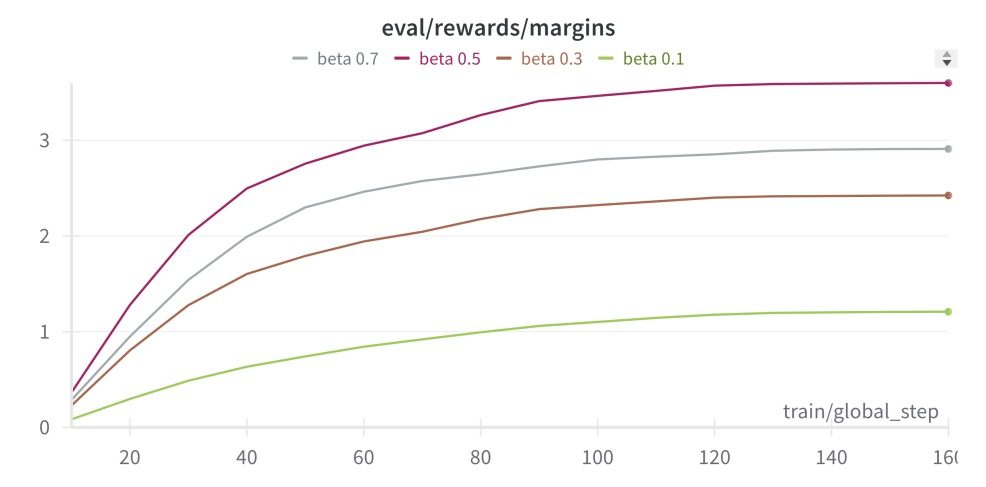 eval/rewards/margins
beta 0.7 beta 0.5 beta 0.3 beta 0.1
3
2
1
0
train/global_step
20 40 60 80 100 120 140